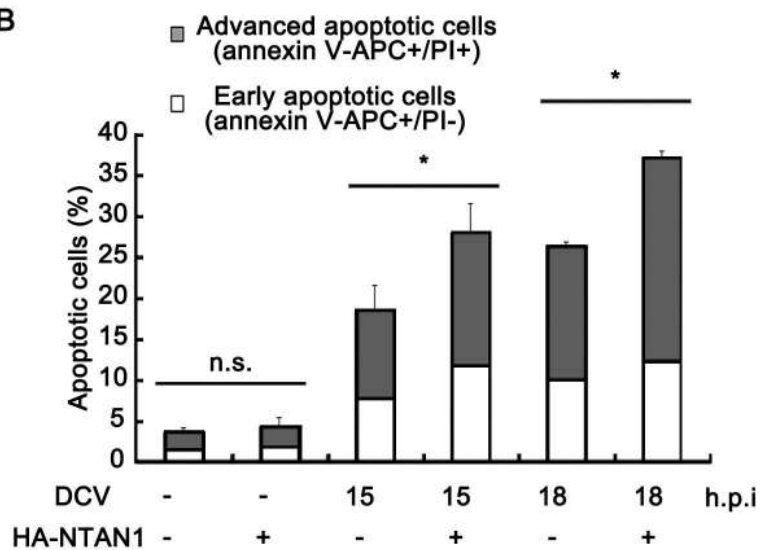 B
Advanced apoptotic cells
(annexin V-APC+/PI+)
Early apoptotic cells
(annexin V-APC+/PI-)
*
*
n.s.
Apoptotic cells (%)
40
35
30
25
20
15
10
5
0
DCV - - 15 15 18 18 h.p.i
HA-NTAN1 - + - + - +